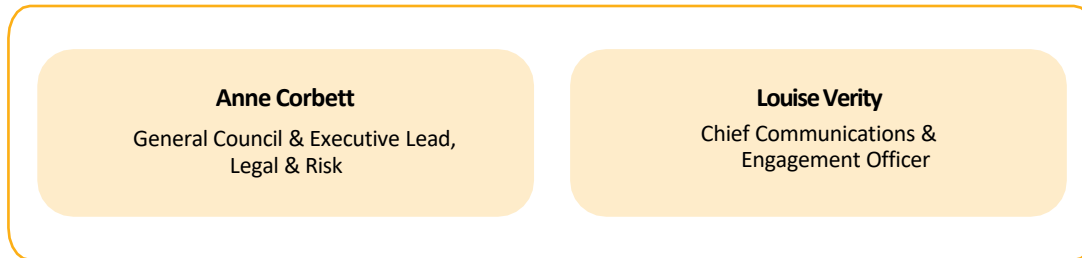 Anne Corbett
General Council & Executive Lead,
Legal & Risk
Louise Verity
Chief Communications &
Engagement Officer